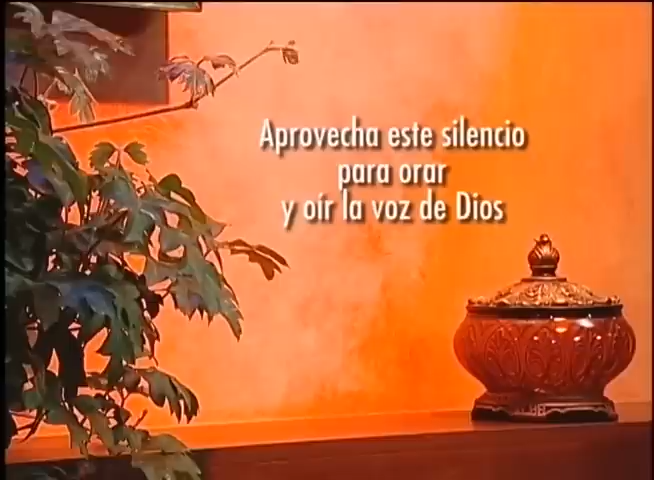 Aprovecha este silencio
para orar
y oír la voz de Dios